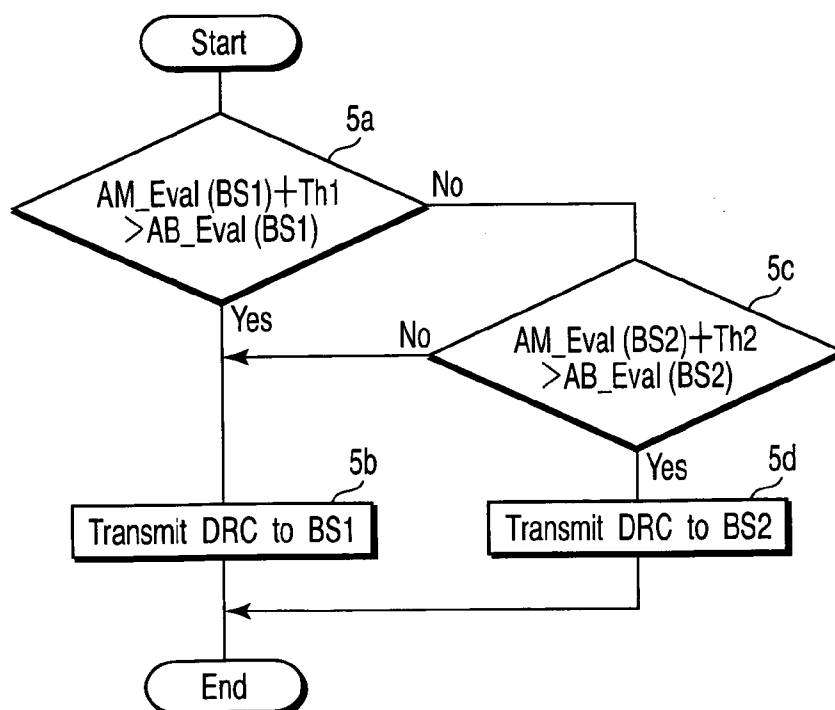 Start
5a
AM_Eval (BS1)+Th1
>AB_Eval (BS1)
No
Yes
5c
AM_Eval (BS2)+Th2
>AB_Eval (BS2)
No
Yes
5b
Transmit DRC to BS1
5d
Transmit DRC to BS2
End